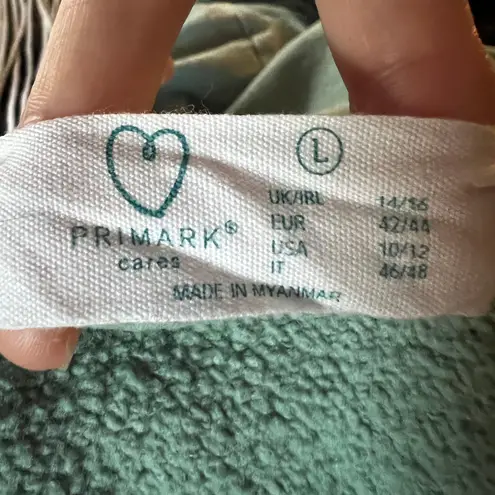 PRIMARK®
cares
L
UK/IRL 14/16
EUR 42/44
USA 10/12
IT 46/48
MADE IN MYANMAR